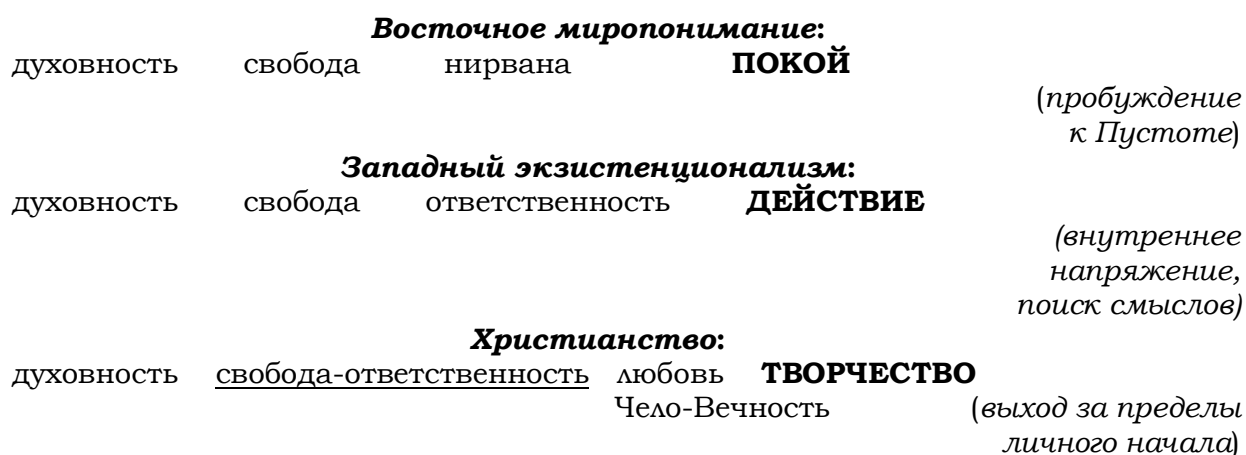 Восточное миропонимание:
духовность свобода нирвана ПОКОЙ
(пробуждение
к Пустоте)
Западный экзистенционализм:
духовность свобода ответственность ДЕЙСТВИЕ
(внутреннее
напряжение,
поиск смыслов)
Христианство:
духовность свобода-ответственность любовь ТВОРЧЕСТВО
Чело-Вечность (выход за пределы
личного начала)